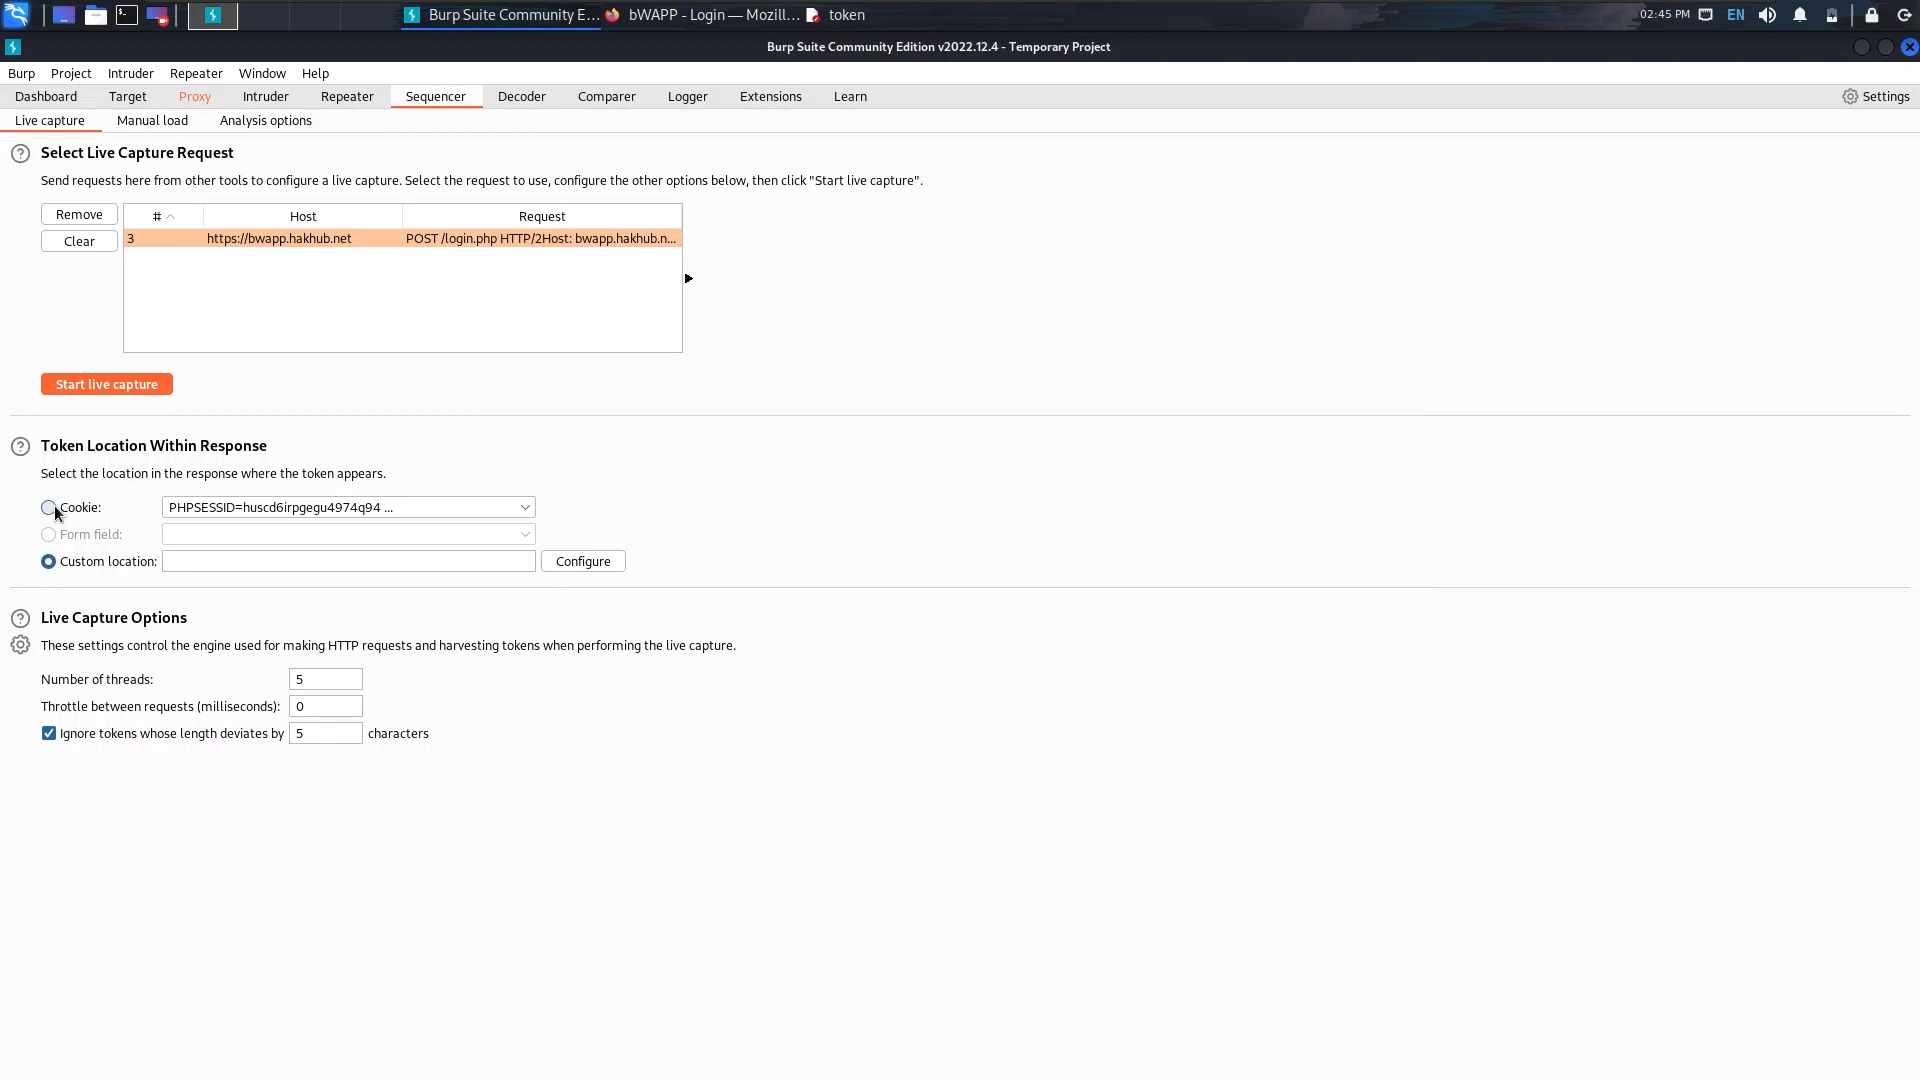 Burp Suite Community E... bWAPP - Login — Mozill... token 02:45 PM EN
Burp Suite Community Edition v2022.12.4 - Temporary Project
Burp Project Intruder Repeater Window Help
Dashboard Target Proxy Intruder Repeater Sequencer Decoder Comparer Logger Extensions Learn Settings
Live capture Manual load Analysis options
Select Live Capture Request
Send requests here from other tools to configure a live capture. Select the request to use, configure the other options below, then click "Start live capture".
Remove # Host Request
Clear 3 https://bwapp.hakhub.net POST /login.php HTTP/2Host: bwapp.hakhub.n...
Start live capture
Token Location Within Response
Select the location in the response where the token appears.
Cookie: PHPSESSID=huscd6irpgegu4974q94 ...
Form field:
Custom location: Configure
Live Capture Options
These settings control the engine used for making HTTP requests and harvesting tokens when performing the live capture.
Number of threads: 5
Throttle between requests (milliseconds): 0
Ignore tokens whose length deviates by 5 characters